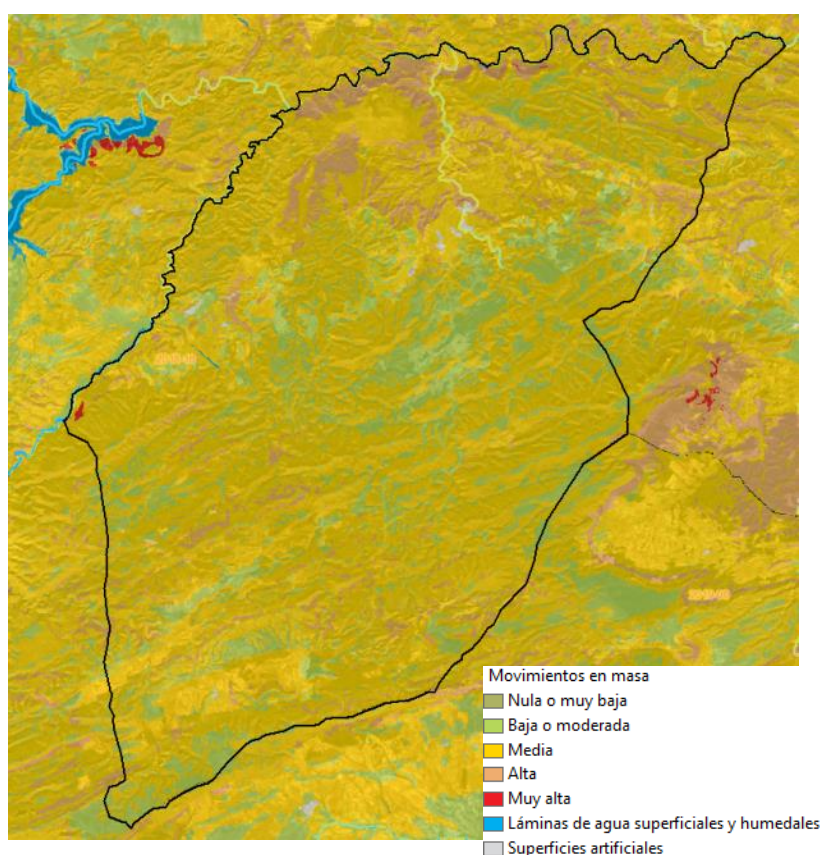 Movimientos en masa
Nula o muy baja
Baja o moderada
Media
Alta
Muy alta
Láminas de agua superficiales y humedales
Superficies artificiales